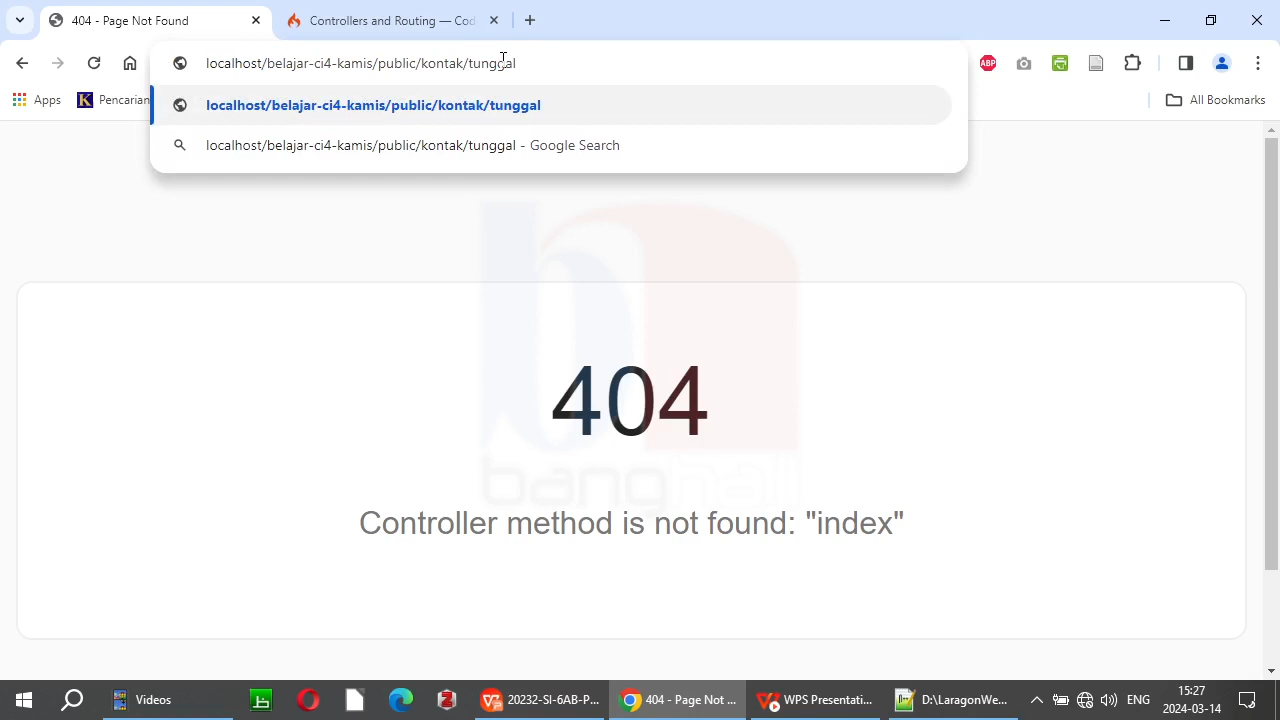 404 - Page Not Found
Controllers and Routing — Cod
localhost/belajar-ci4-kamis/public/kontak/tunggal
ABP
Apps
Pencarian
All Bookmarks
localhost/belajar-ci4-kamis/public/kontak/tunggal
localhost/belajar-ci4-kamis/public/kontak/tunggal - Google Search
404
banghall
Controller method is not found: "index"
Videos
20232-SI-6AB-P...
404 - Page Not ...
WPS Presentati...
D:\LaragonWe...
ENG
15:27
2024-03-14